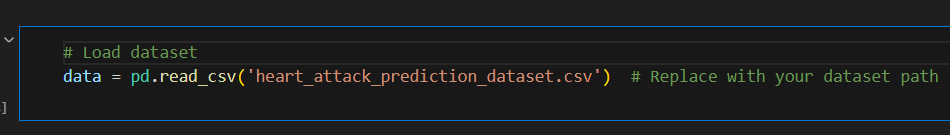 # Load dataset
data = pd.read_csv('heart_attack_prediction_dataset.csv')  # Replace with your dataset path
]